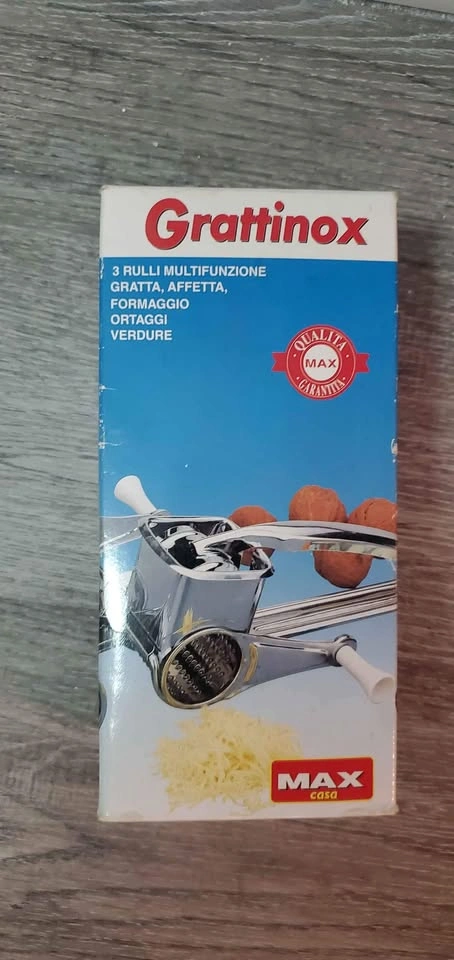 Grattinox
3 RULLI MULTIFUNZIONE
GRATTA, AFFETTA,
FORMAGGIO
ORTAGGI
VERDURE
QUALITA
MAX
GARANTITA
MAX
casa